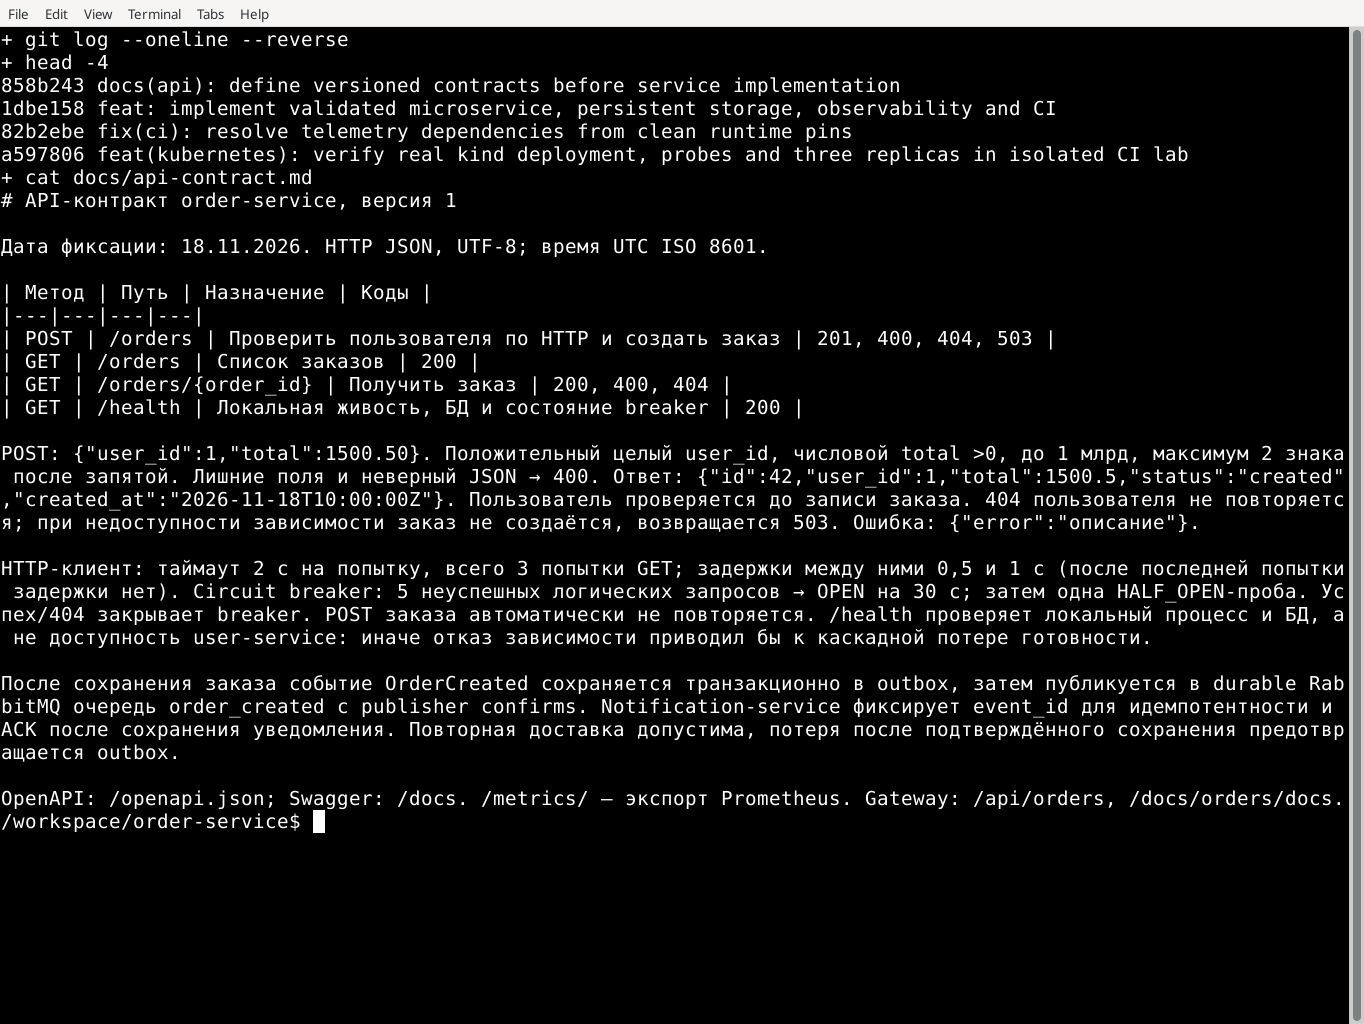 File Edit View Terminal Tabs Help
+ git log --oneline --reverse
+ head -4
858b243 docs(api): define versioned contracts before service implementation
1dbe158 feat: implement validated microservice, persistent storage, observability and CI
82b2ebe fix(ci): resolve telemetry dependencies from clean runtime pins
a597806 feat(kubernetes): verify real kind deployment, probes and three replicas in isolated CI lab
+ cat docs/api-contract.md
# API-контракт order-service, версия 1
Дата фиксации: 18.11.2026. HTTP JSON, UTF-8; время UTC ISO 8601.
| Метод | Путь | Назначение | Коды |
|---|---|---|---|
| POST | /orders | Проверить пользователя по HTTP и создать заказ | 201, 400, 404, 503 |
| GET | /orders | Список заказов | 200 |
| GET | /orders/{order_id} | Получить заказ | 200, 400, 404 |
| GET | /health | Локальная живость, БД и состояние breaker | 200 |
POST: {"user_id":1,"total":1500.50}. Положительный целый user_id, числовой total >0, до 1 млрд, максимум 2 знака
после запятой. Лишние поля и неверный JSON → 400. Ответ: {"id":42,"user_id":1,"total":1500.5,"status":"created"
,"created_at":"2026-11-18T10:00:00Z"}. Пользователь проверяется до записи заказа. 404 пользователя не повторяетс
я; при недоступности зависимости заказ не создаётся, возвращается 503. Ошибка: {"error":"описание"}.
HTTP-клиент: таймаут 2 с на попытку, всего 3 попытки GET; задержки между ними 0,5 и 1 с (после последней попытки
задержки нет). Circuit breaker: 5 неуспешных логических запросов → OPEN на 30 с; затем одна HALF_OPEN-проба. Ус
пех/404 закрывает breaker. POST заказа автоматически не повторяется. /health проверяет локальный процесс и БД, а
не доступность user-service: иначе отказ зависимости приводил бы к каскадной потере готовности.
После сохранения заказа событие OrderCreated сохраняется транзакционно в outbox, затем публикуется в durable Rab
bitMQ очередь order_created с publisher confirms. Notification-service фиксирует event_id для идемпотентности и
ACK после сохранения уведомления. Повторная доставка допустима, потеря после подтверждённого сохранения предотвр
ащается outbox.
OpenAPI: /openapi.json; Swagger: /docs. /metrics/ — экспорт Prometheus. Gateway: /api/orders, /docs/orders/docs.
/workspace/order-service$